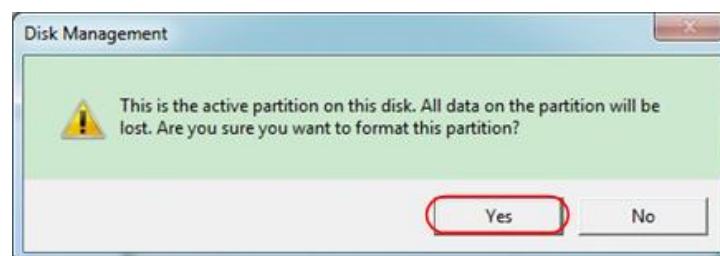 Disk Management
This is the active partition on this disk. All data on the partition will be
lost. Are you sure you want to format this partition?
Yes No